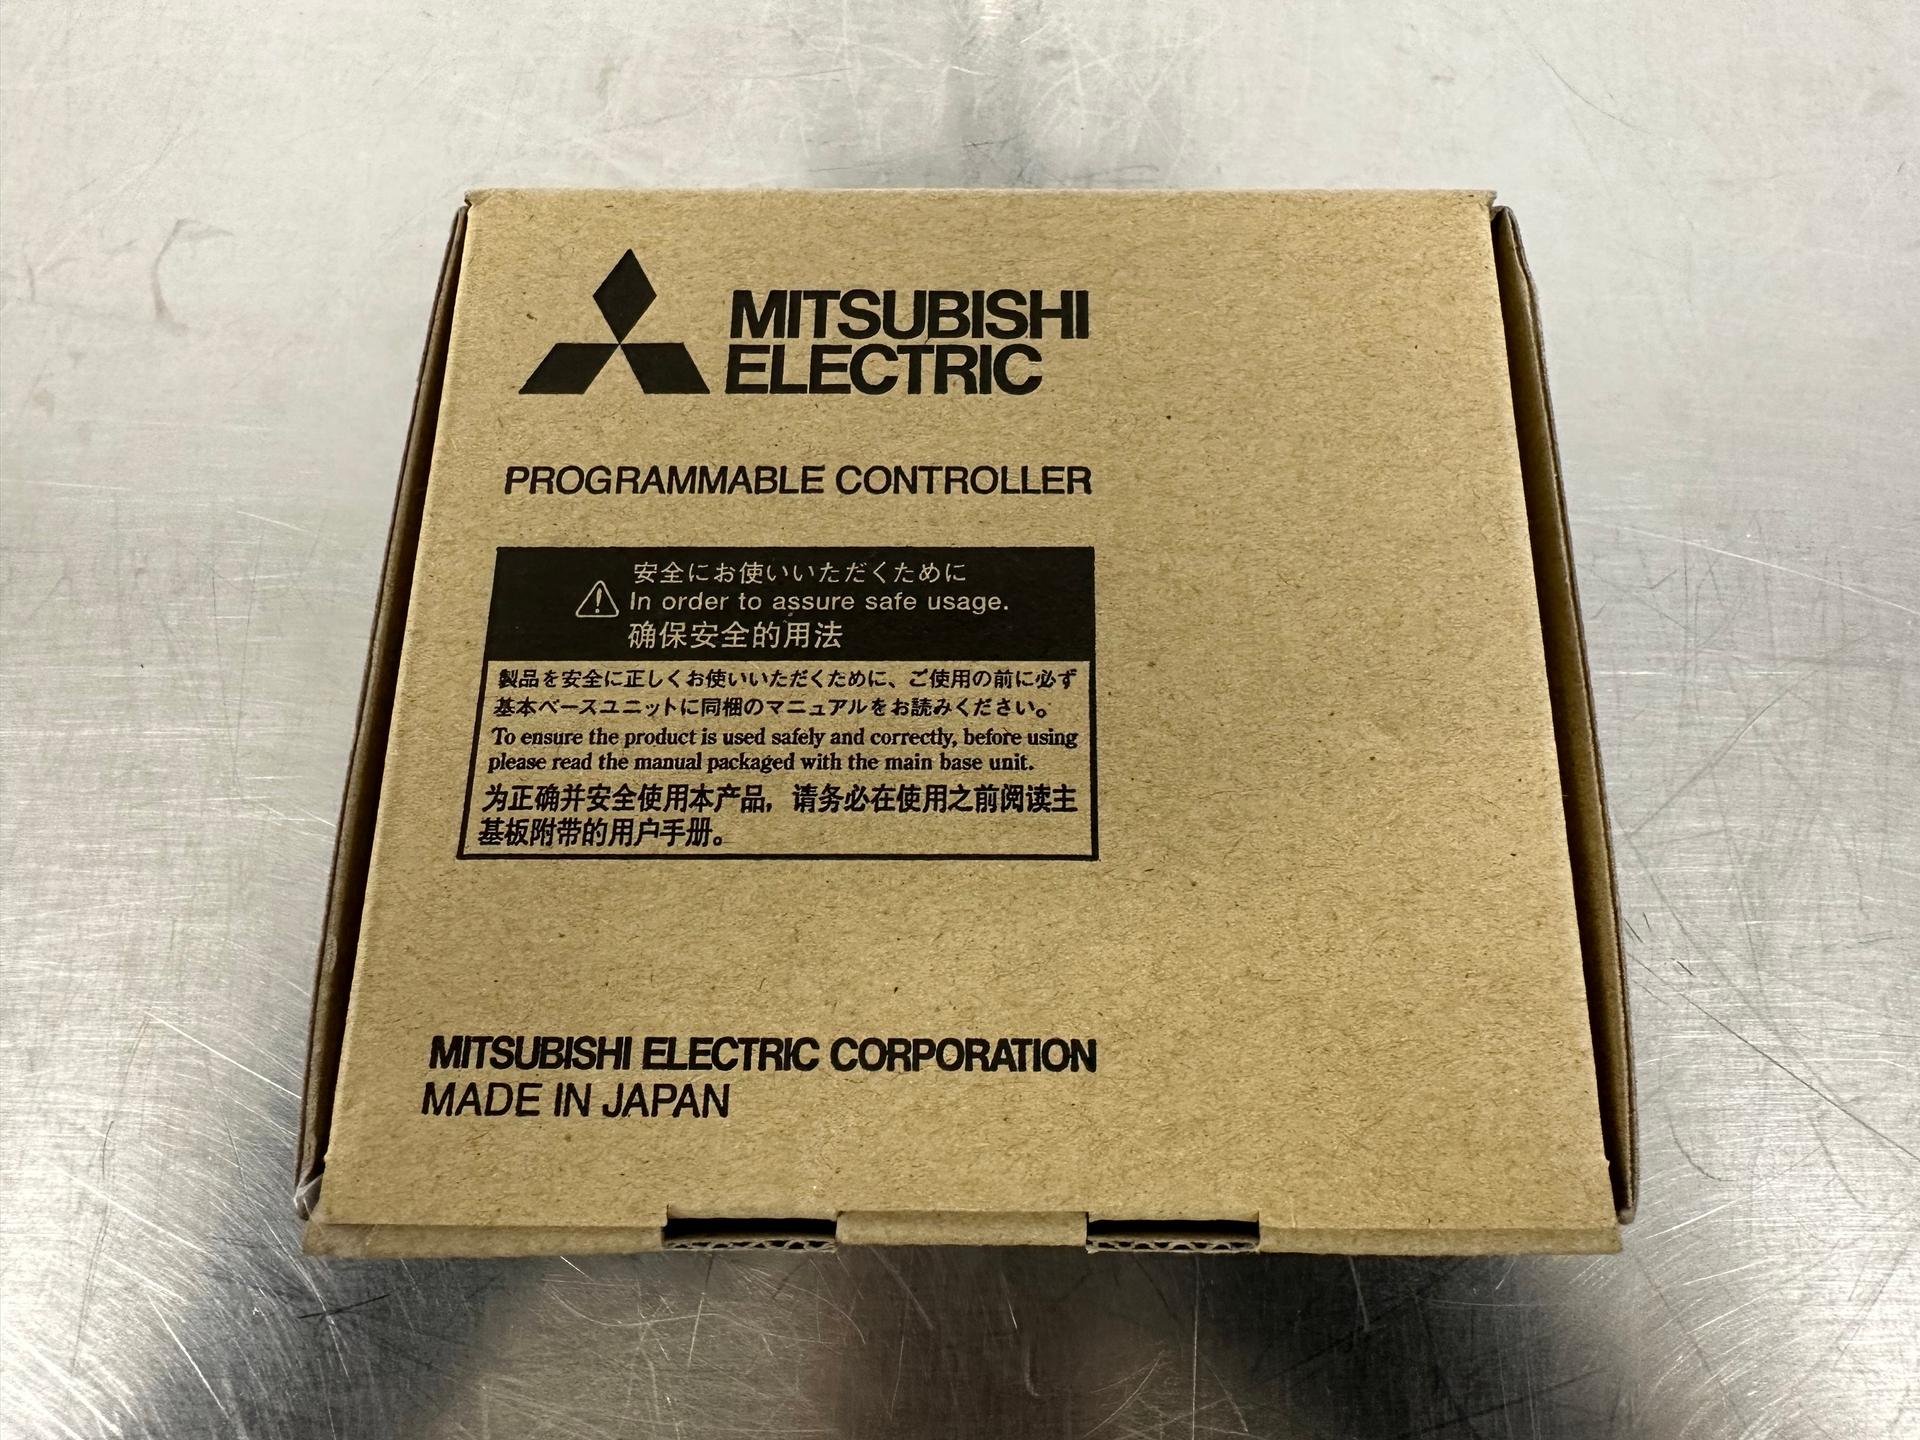 MITSUBISHI
ELECTRIC
PROGRAMMABLE CONTROLLER
安全にお使いいただくために
In order to assure safe usage.
确保安全的用法
製品を安全に正しくお使いいただくために、ご使用の前に必ず
基本ベースユニットに同梱のマニュアルをお読みください。
To ensure the product is used safely and correctly, before using
please read the manual packaged with the main base unit.
为正确并安全使用本产品，请务必在使用之前阅读主
基板附带的用户手册。
MITSUBISHI ELECTRIC CORPORATION
MADE IN JAPAN